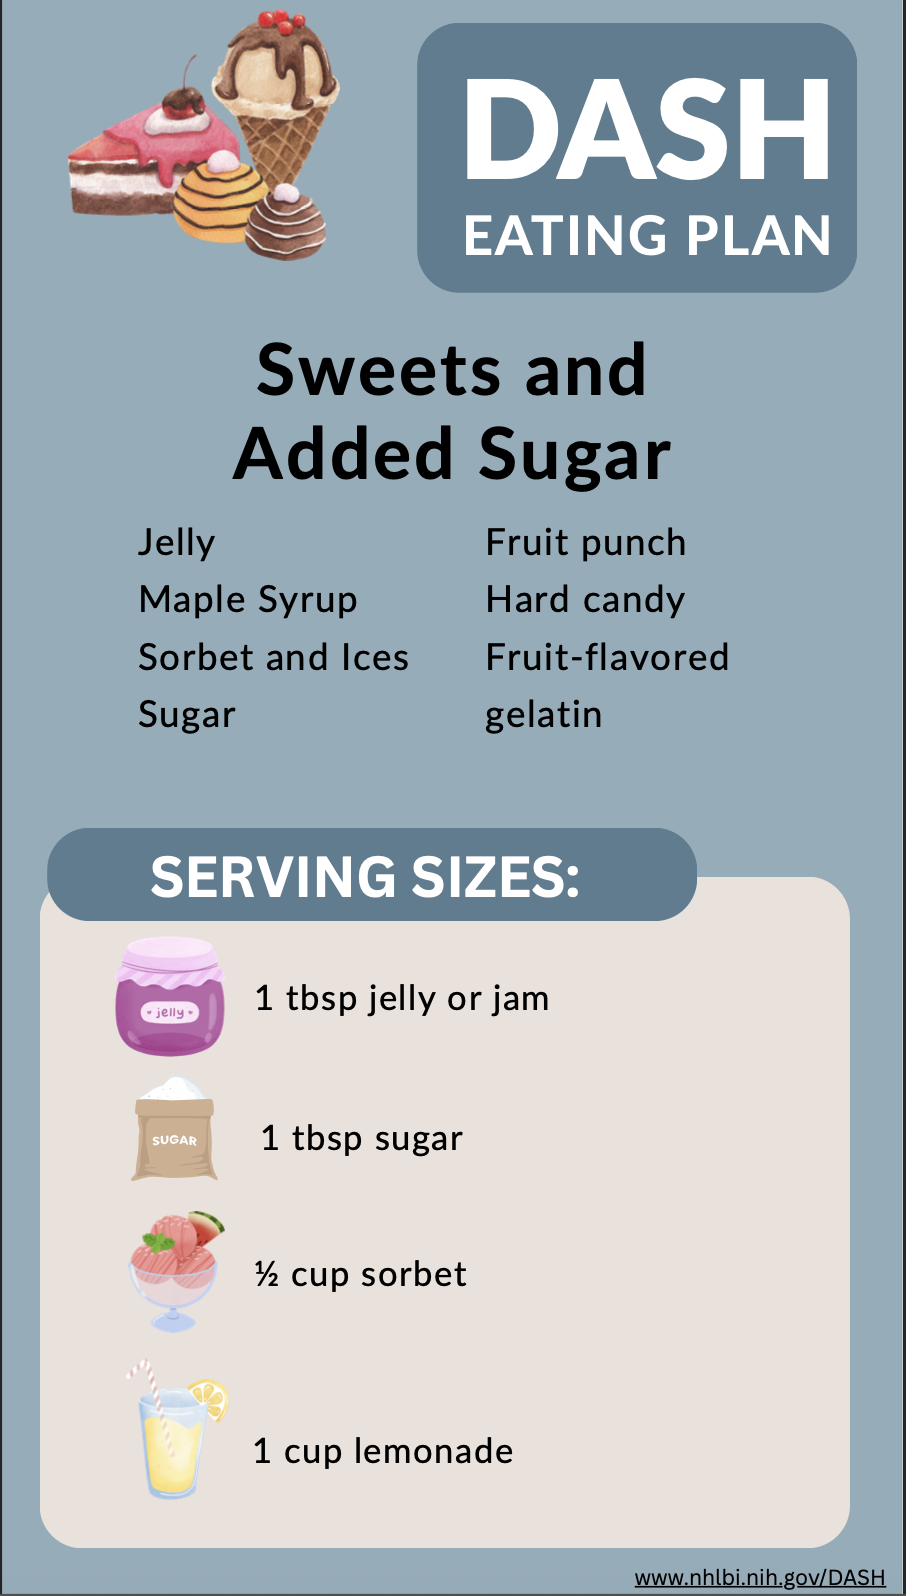 DASH
EATING PLAN
Sweets and
Added Sugar
Jelly
Maple Syrup
Sorbet and Ices
Sugar
Fruit punch
Hard candy
Fruit-flavored
gelatin
SERVING SIZES:
jelly
1 tbsp jelly or jam
SUGAR
1 tbsp sugar
½ cup sorbet
1 cup lemonade
www.nhlbi.nih.gov/DASH